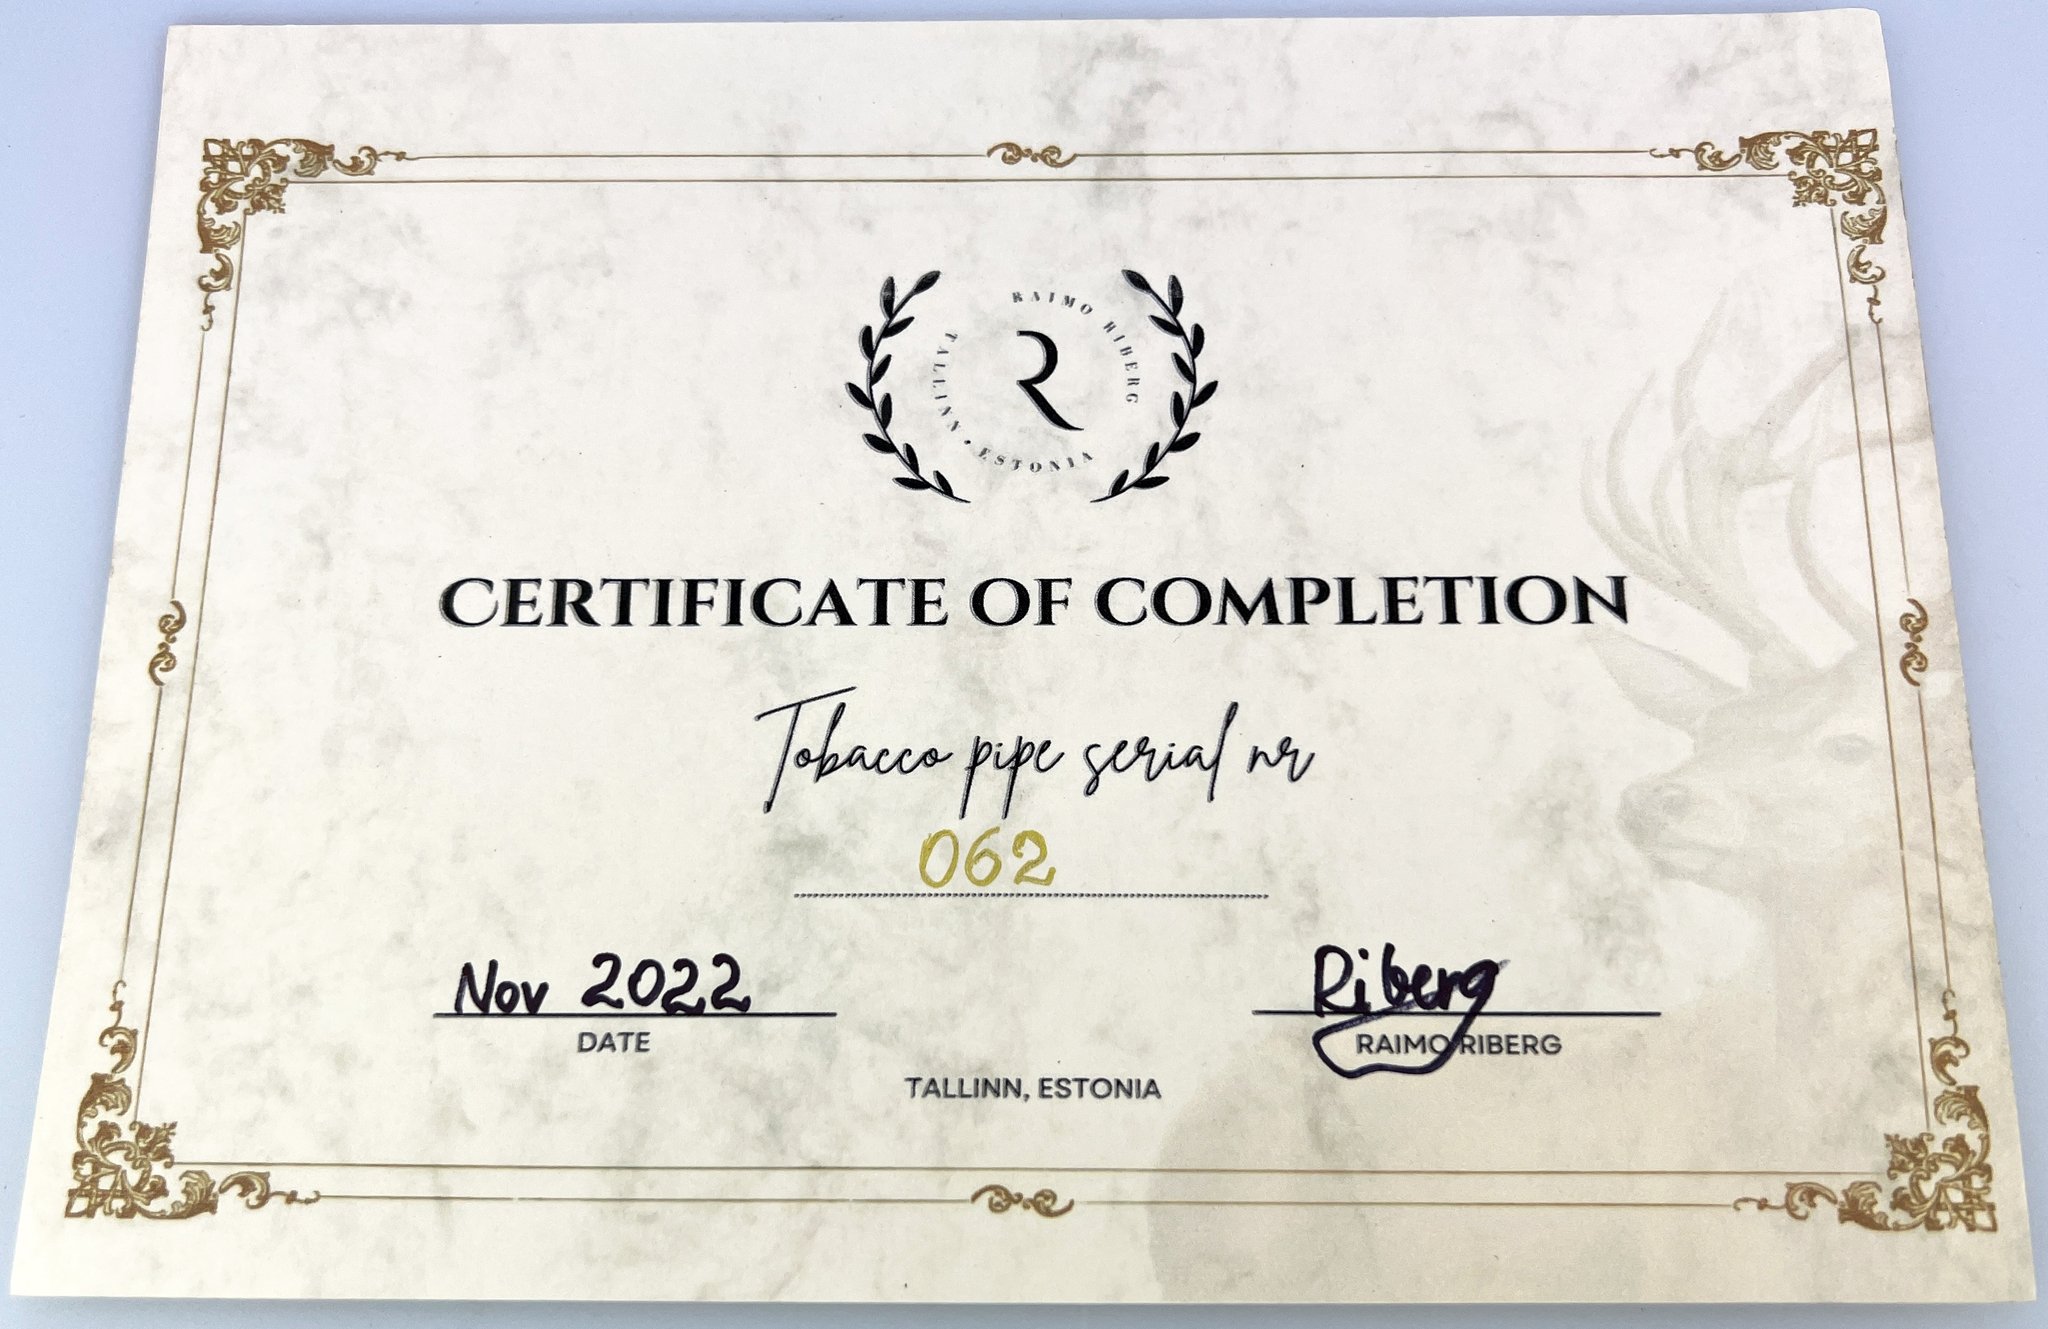 RAIMO RIBERG
TALLINN • ESTONIA
R
CERTIFICATE OF COMPLETION
Tobacco pipe serial nr
062
Nov 2022
Riberg
DATE
RAIMO RIBERG
TALLINN, ESTONIA